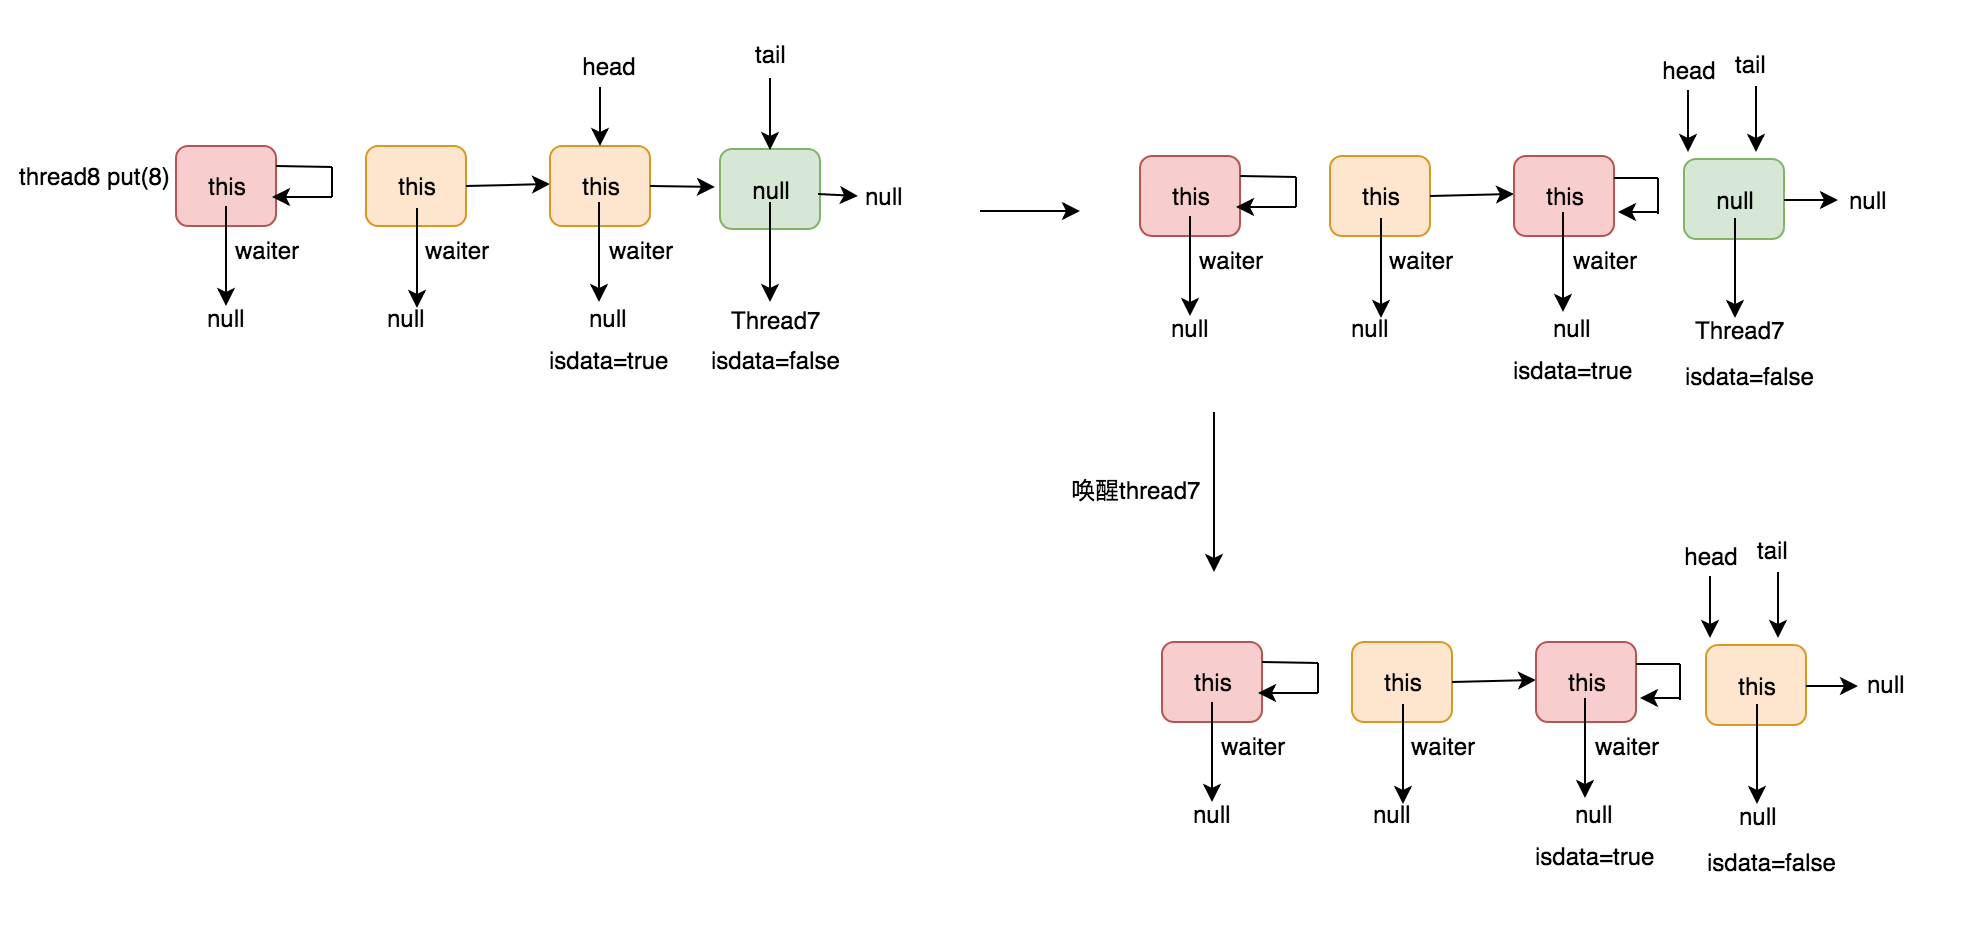 head
tail
thread8 put(8)
this
this
this
null
null
waiter
waiter
waiter
null
null
null
Thread7
isdata=true
isdata=false
head
tail
this
this
this
null
null
waiter
waiter
waiter
null
null
null
Thread7
isdata=true
isdata=false
唤醒thread7
head
tail
this
this
this
this
null
waiter
waiter
waiter
null
null
null
null
isdata=true
isdata=false